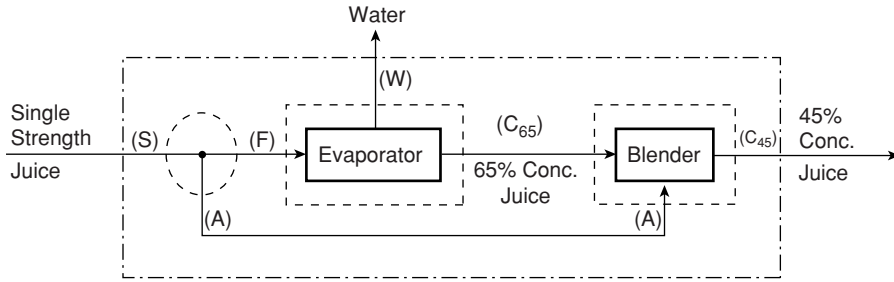 Water
(W)
Single
Strength
Juice
(S)
(F)
Evaporator
(C65)
65% Conc.
Juice
Blender
(C45)
45%
Conc.
Juice
(A)
(A)